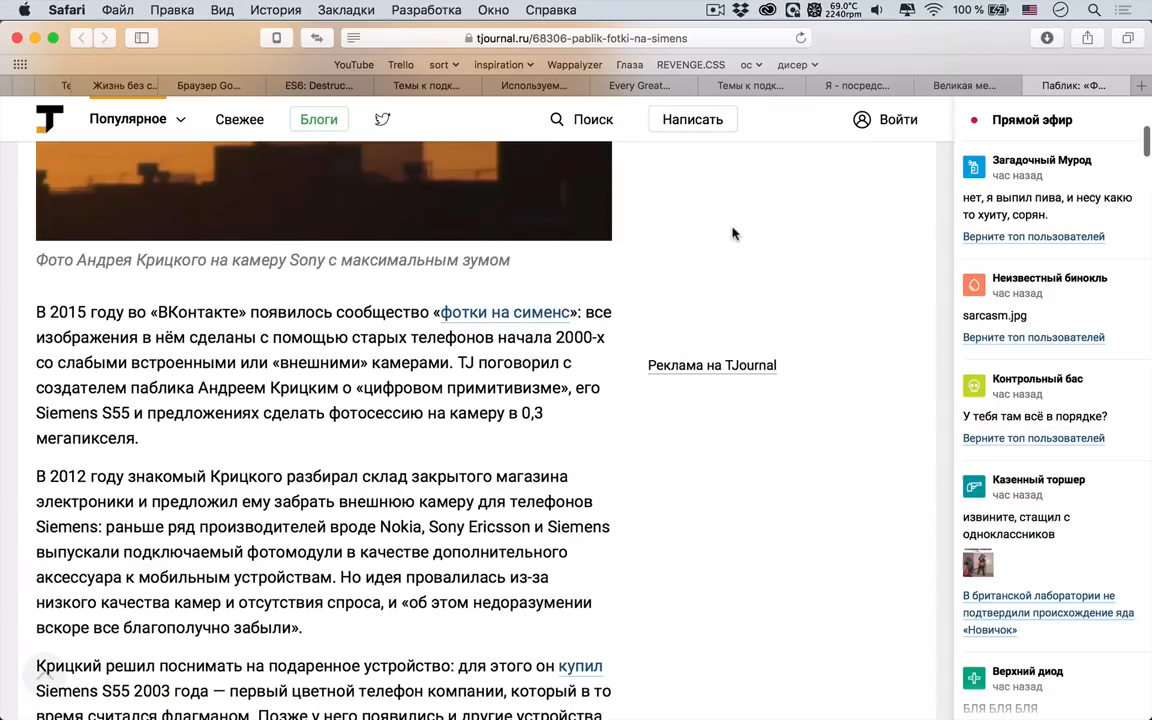 Safari Файл Правка Вид История Закладки Разработка Окно Справка 69.0°C 2240rpm 100 %
tjournal.ru/68306-pablik-fotki-na-simens
YouTube Trello sort inspiration Wappalyzer Глаза REVENGE.CSS ос дисер
Те Жизнь без с... Браузер Go... ES6: Destruc... Темы к подк... Используем... Every Great... Темы к подк... Я - посредс... Великая ме... Паблик: «Ф...
Популярное Свежее Блоги Поиск Написать Войти
Фото Андрея Крицкого на камеру Sony с максимальным зумом
В 2015 году во «ВКонтакте» появилось сообщество «фотки на сименс»: все
изображения в нём сделаны с помощью старых телефонов начала 2000-х
со слабыми встроенными или «внешними» камерами. TJ поговорил с
создателем паблика Андреем Крицким о «цифровом примитивизме», его
Siemens S55 и предложениях сделать фотосессию на камеру в 0,3
мегапикселя.
В 2012 году знакомый Крицкого разбирал склад закрытого магазина
электроники и предложил ему забрать внешнюю камеру для телефонов
Siemens: раньше ряд производителей вроде Nokia, Sony Ericsson и Siemens
выпускали подключаемый фотомодули в качестве дополнительного
аксессуара к мобильным устройствам. Но идея провалилась из-за
низкого качества камер и отсутствия спроса, и «об этом недоразумении
вскоре все благополучно забыли».
Крицкий решил поснимать на подаренное устройство: для этого он купил
Siemens S55 2003 года — первый цветной телефон компании, который в то
время считался флагманом. Позже у него появились и другие устройства
Реклама на TJournal
Прямой эфир
Загадочный Мурод
час назад
нет, я выпил пива, и несу какю
то хуиту, сорян.
Верните топ пользователей
Неизвестный бинокль
час назад
sarcasm.jpg
Верните топ пользователей
Контрольный бас
час назад
У тебя там всё в порядке?
Верните топ пользователей
Казенный торшер
час назад
извините, стащил с
одноклассников
В британской лаборатории не
подтвердили происхождение яда
«Новичок»
Верхний диод
час назад
БЛЯ БЛЯ БЛЯ